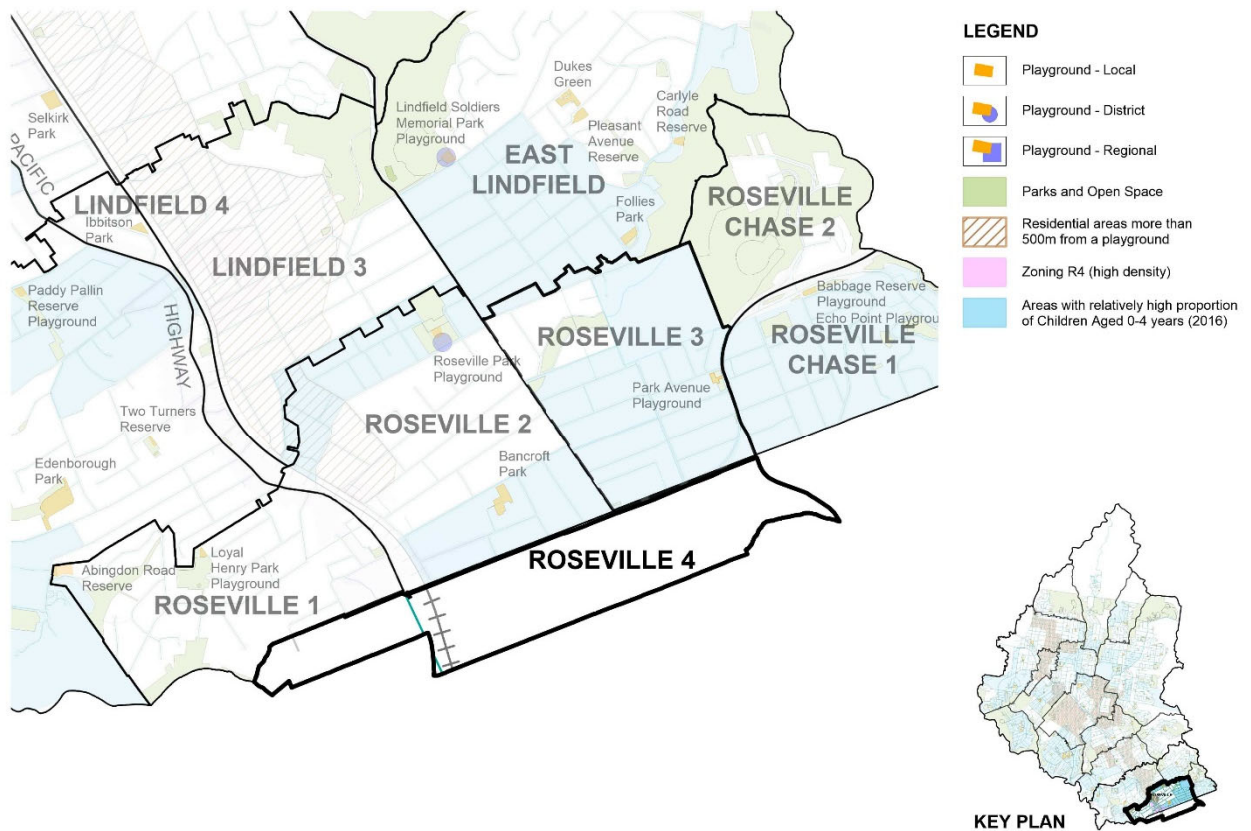 Selkirk
Park
PACIFIC
HIGHWAY
LINDFIELD 4
Ibbitson
Park
LINDFIELD 3
Lindfield Soldiers
Memorial Park
Playground
Dukes
Green
Pleasant
Avenue
Reserve
Carlyle
Road
Reserve
EAST
LINDFIELD
Follies
Park
ROSEVILLE
CHASE 2
Paddy Pallin
Reserve
Playground
Babbage Reserve
Playground
Echo Point Playgrou
ROSEVILLE
CHASE 1
ROSEVILLE 3
Park Avenue
Playground
Roseville Park
Playground
ROSEVILLE 2
Two Turners
Reserve
Edenborough
Park
Bancroft
Park
Loyal
Henry Park
Playground
Abingdon Road
Reserve
ROSEVILLE 1
ROSEVILLE 4
LEGEND
Playground - Local
Playground - District
Playground - Regional
Parks and Open Space
Residential areas more than
500m from a playground
Zoning R4 (high density)
Areas with relatively high proportion
of Children Aged 0-4 years (2016)
KEY PLAN